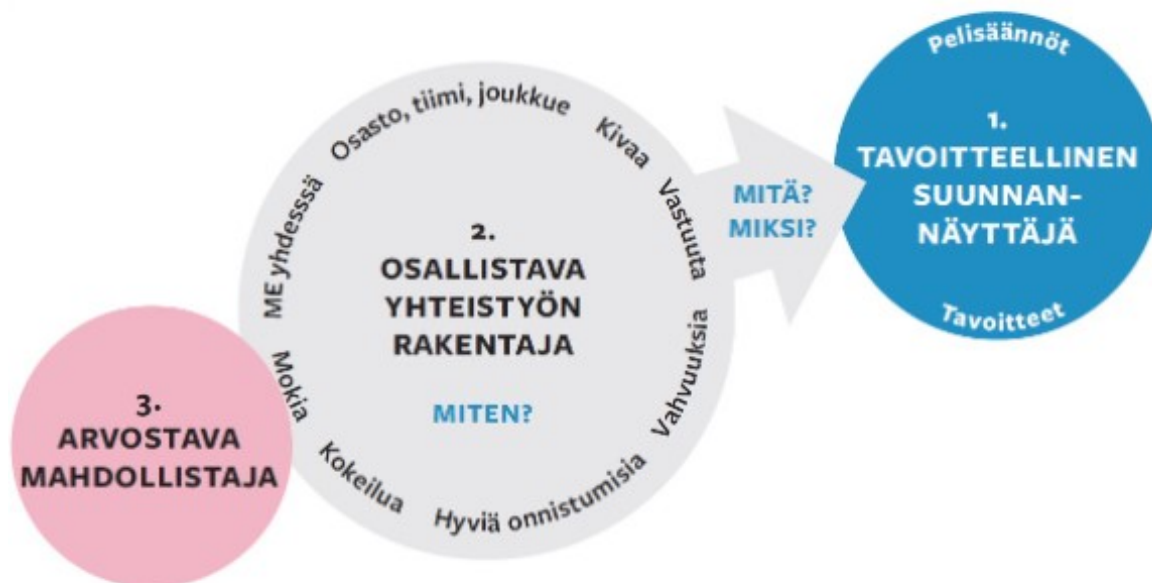 Pelisäännöt
1.
TAVOITTEELLINEN
SUUNNAN-
NÄYTTÄJÄ
Tavoitteet
MITÄ?
MIKSI?
ME yhdesssä
Osasto, tiimi, joukkue
Kivaa
Vastuuta
Vahvuuksia
Hyviä onnistumisia
Kokeilua
Mokia
2.
OSALLISTAVA
YHTEISTYÖN
RAKENTAJA
MITEN?
3.
ARVOSTAVA
MAHDOLLISTAJA